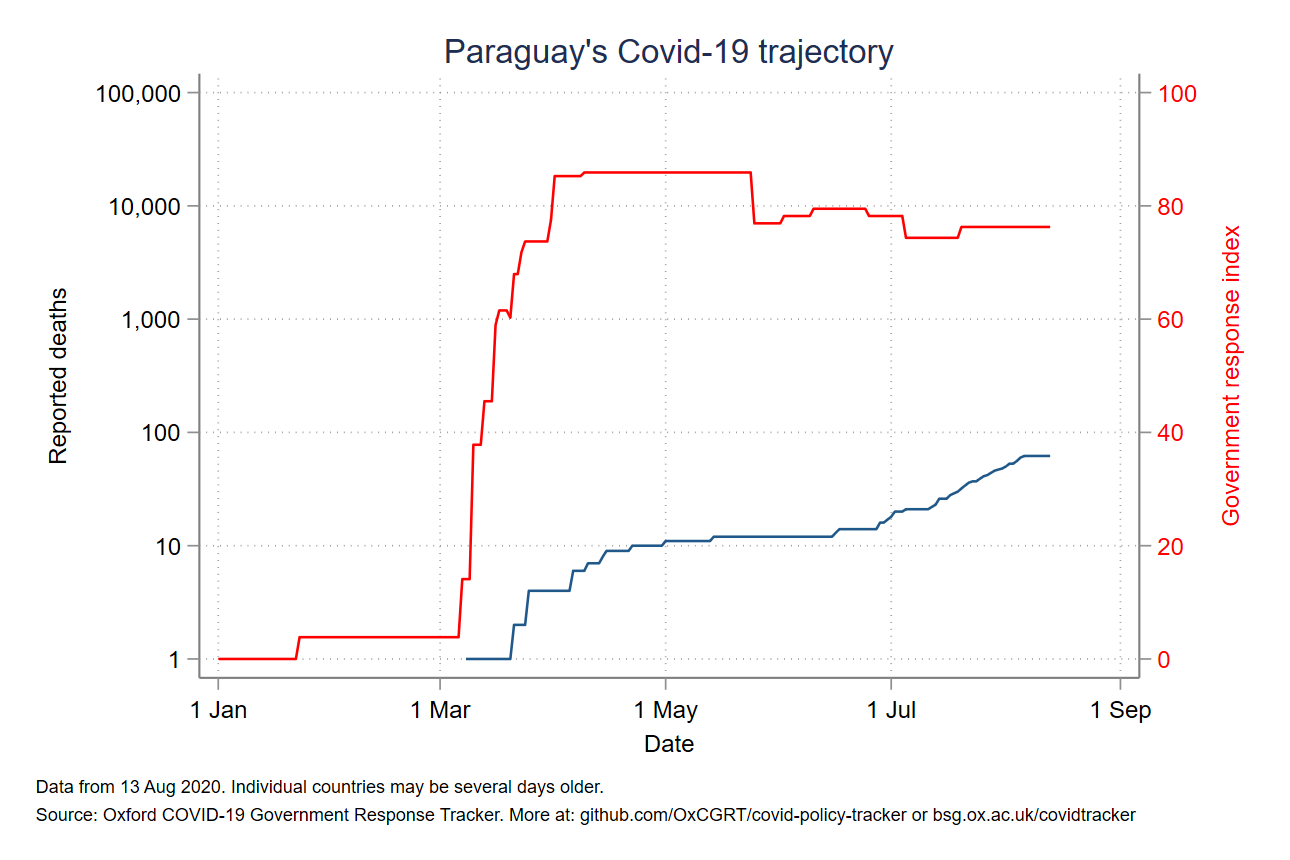 Paraguay's Covid-19 trajectory
100,000
10,000
1,000
100
10
1
Reported deaths
100
80
60
40
20
0
Government response index
1 Jan
1 Mar
1 May
1 Jul
1 Sep
Date
Data from 13 Aug 2020. Individual countries may be several days older.
Source: Oxford COVID-19 Government Response Tracker. More at: github.com/OxCGRT/covid-policy-tracker or bsg.ox.ac.uk/covidtracker